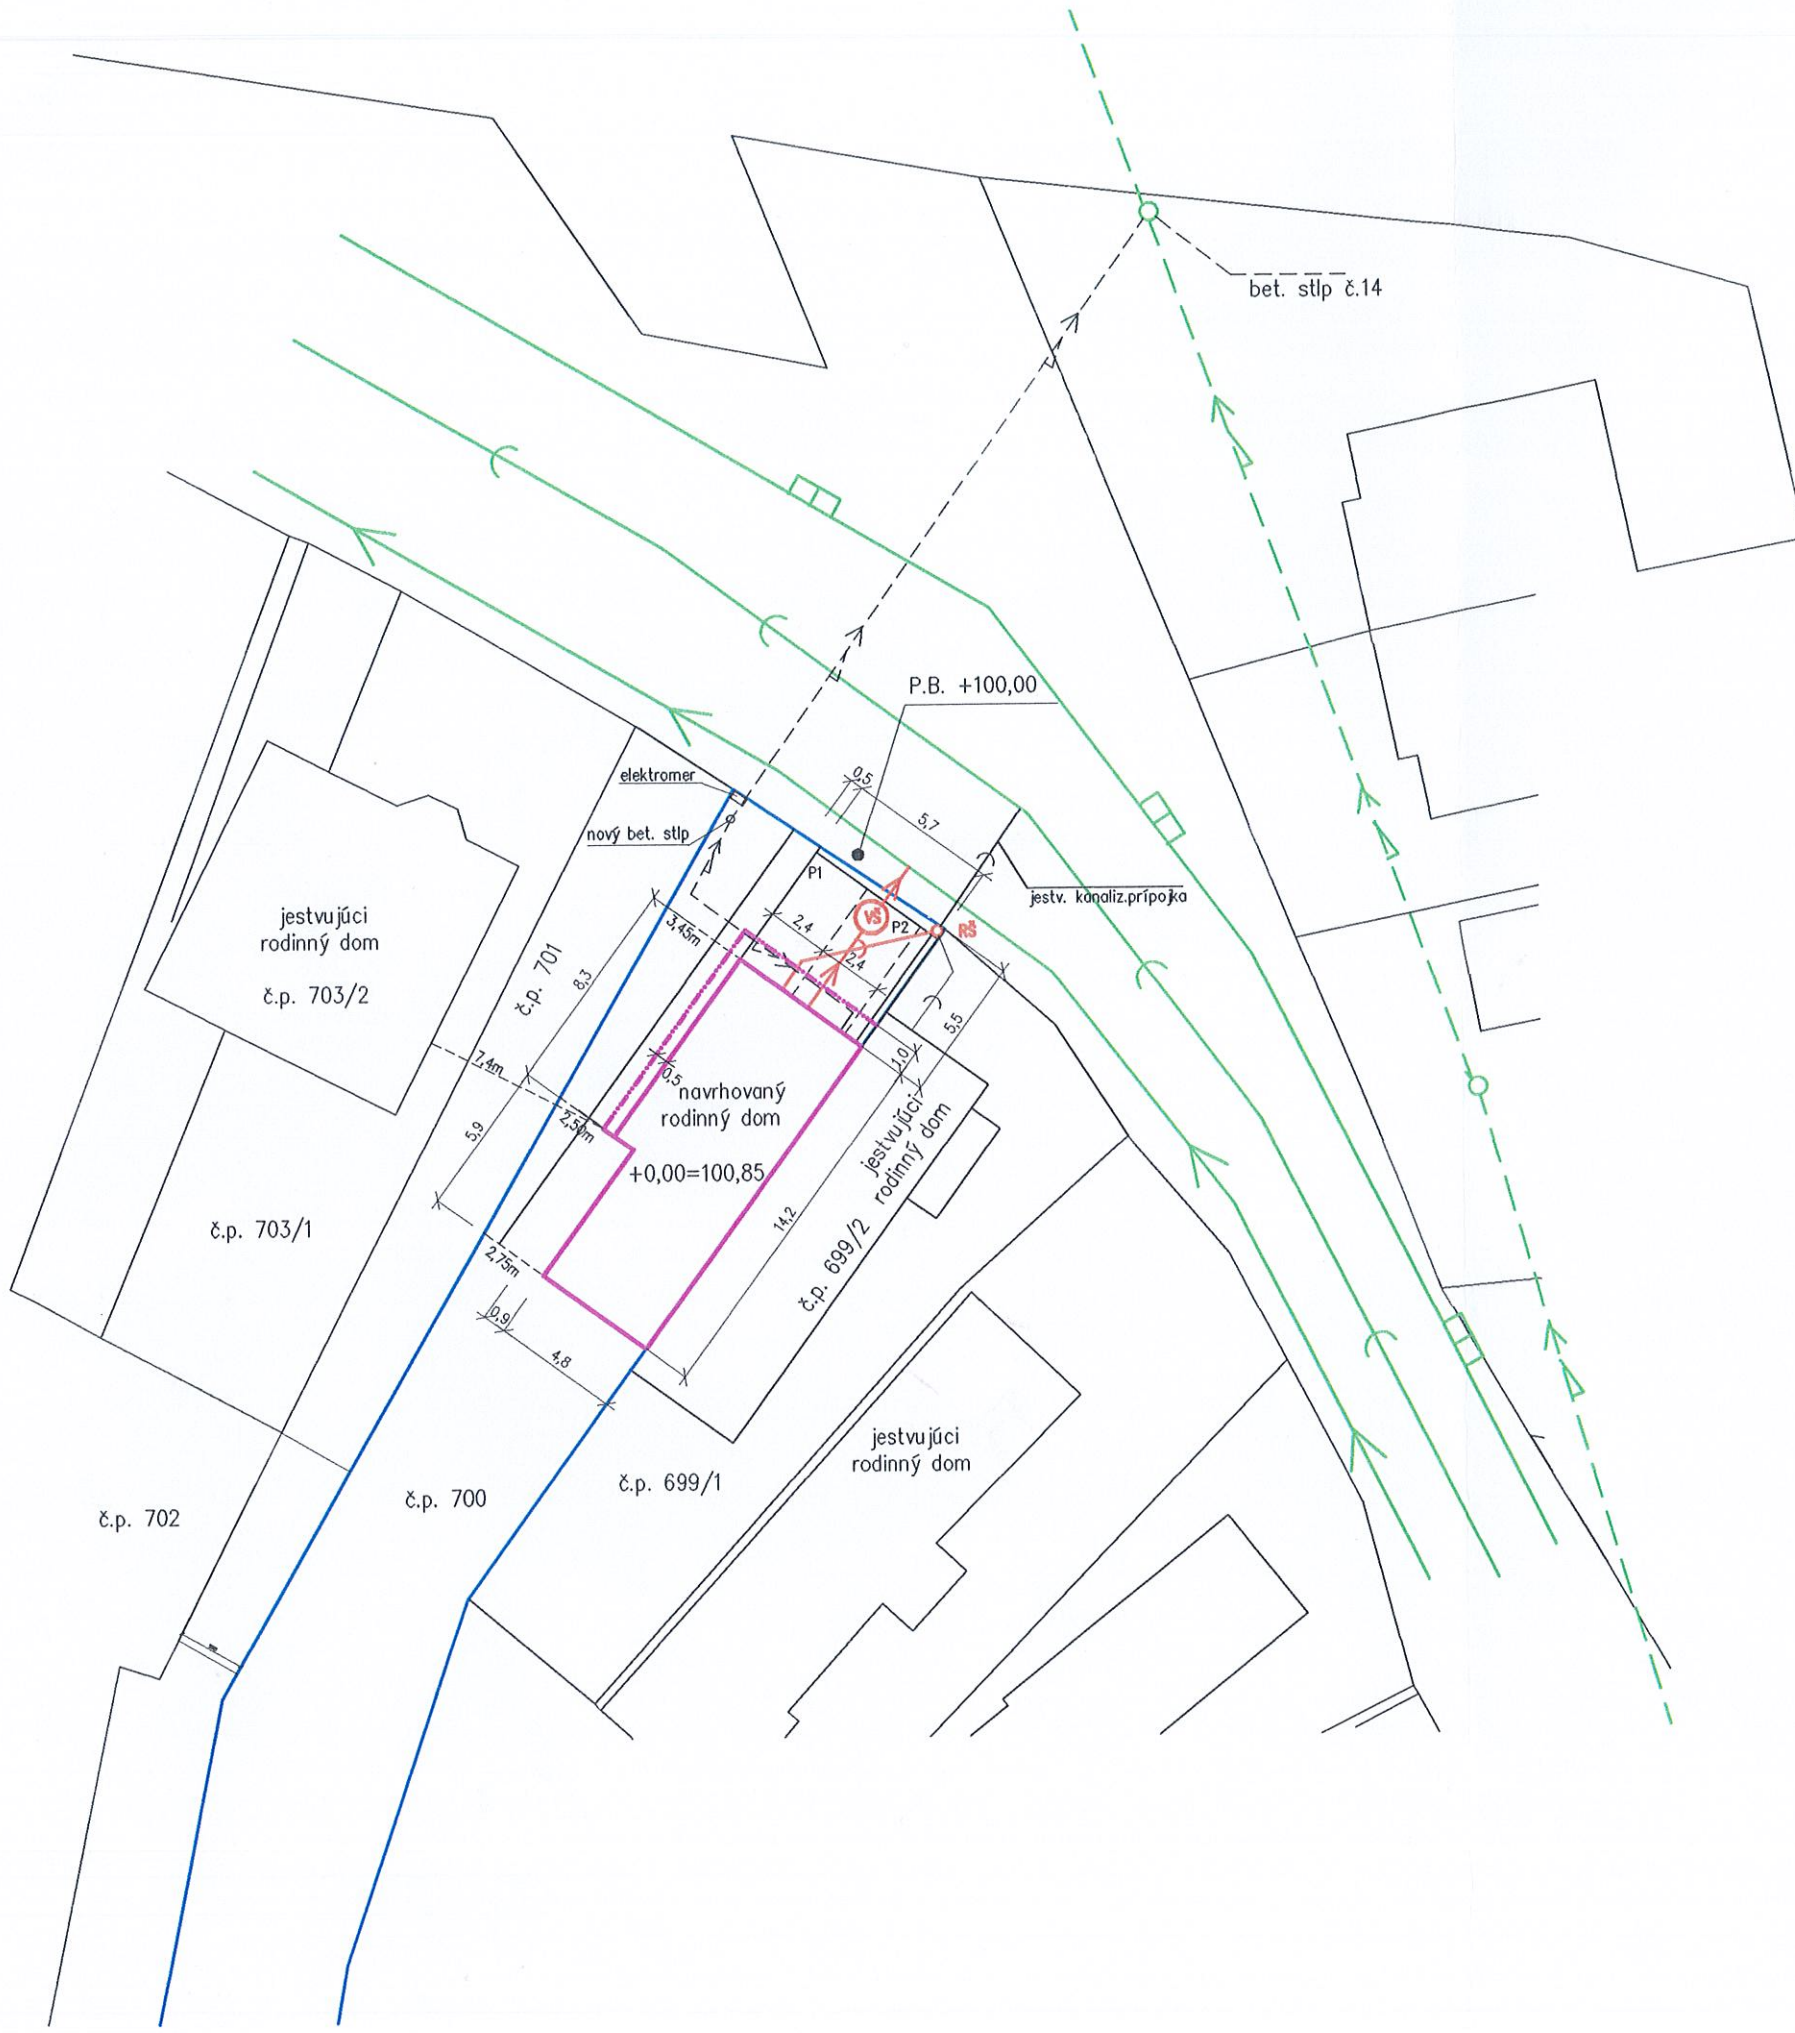 bet. stlp č.14
P.B. +100,00
elektromer
0,5
5,7
nový bet. stlp
P1
jestv. kanaliz.prípojka
VŠ
P2
RŠ
jestvujúci
rodinný dom
č.p. 703/2
č.p. 701
3,45m
2,4
2,4
8,3
5,5
1,0
7,4m
0,5
navrhovaný
rodinný dom
2,50m
5,9
+0,00=100,85
jestvujúci
rodinný dom
č.p. 699/2
č.p. 703/1
14,2
2,75m
0,9
4,8
jestvujúci
rodinný dom
č.p. 699/1
č.p. 700
č.p. 702